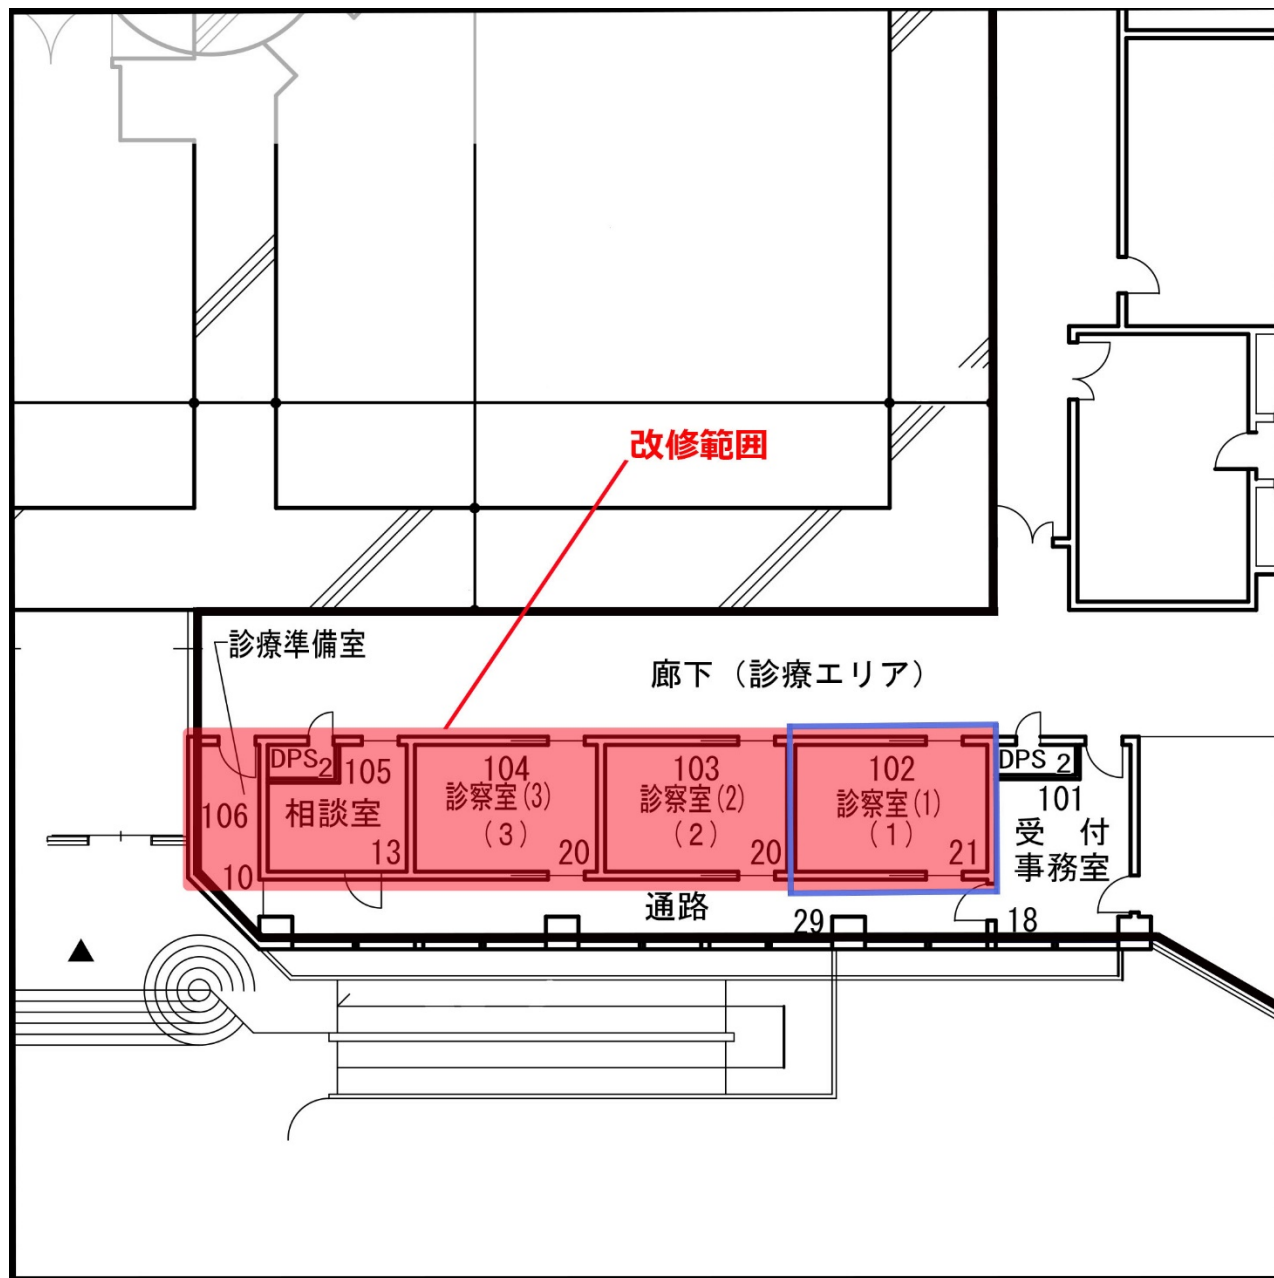 改修範囲
診療準備室
廊下（診療エリア）
DPS 2
105
相談室
13
106
10
104
診察室(3)
(3)
20
103
診察室(2)
(2)
20
102
診察室(1)
(1)
21
DPS 2
101
受 付
事務室
18
通路
29